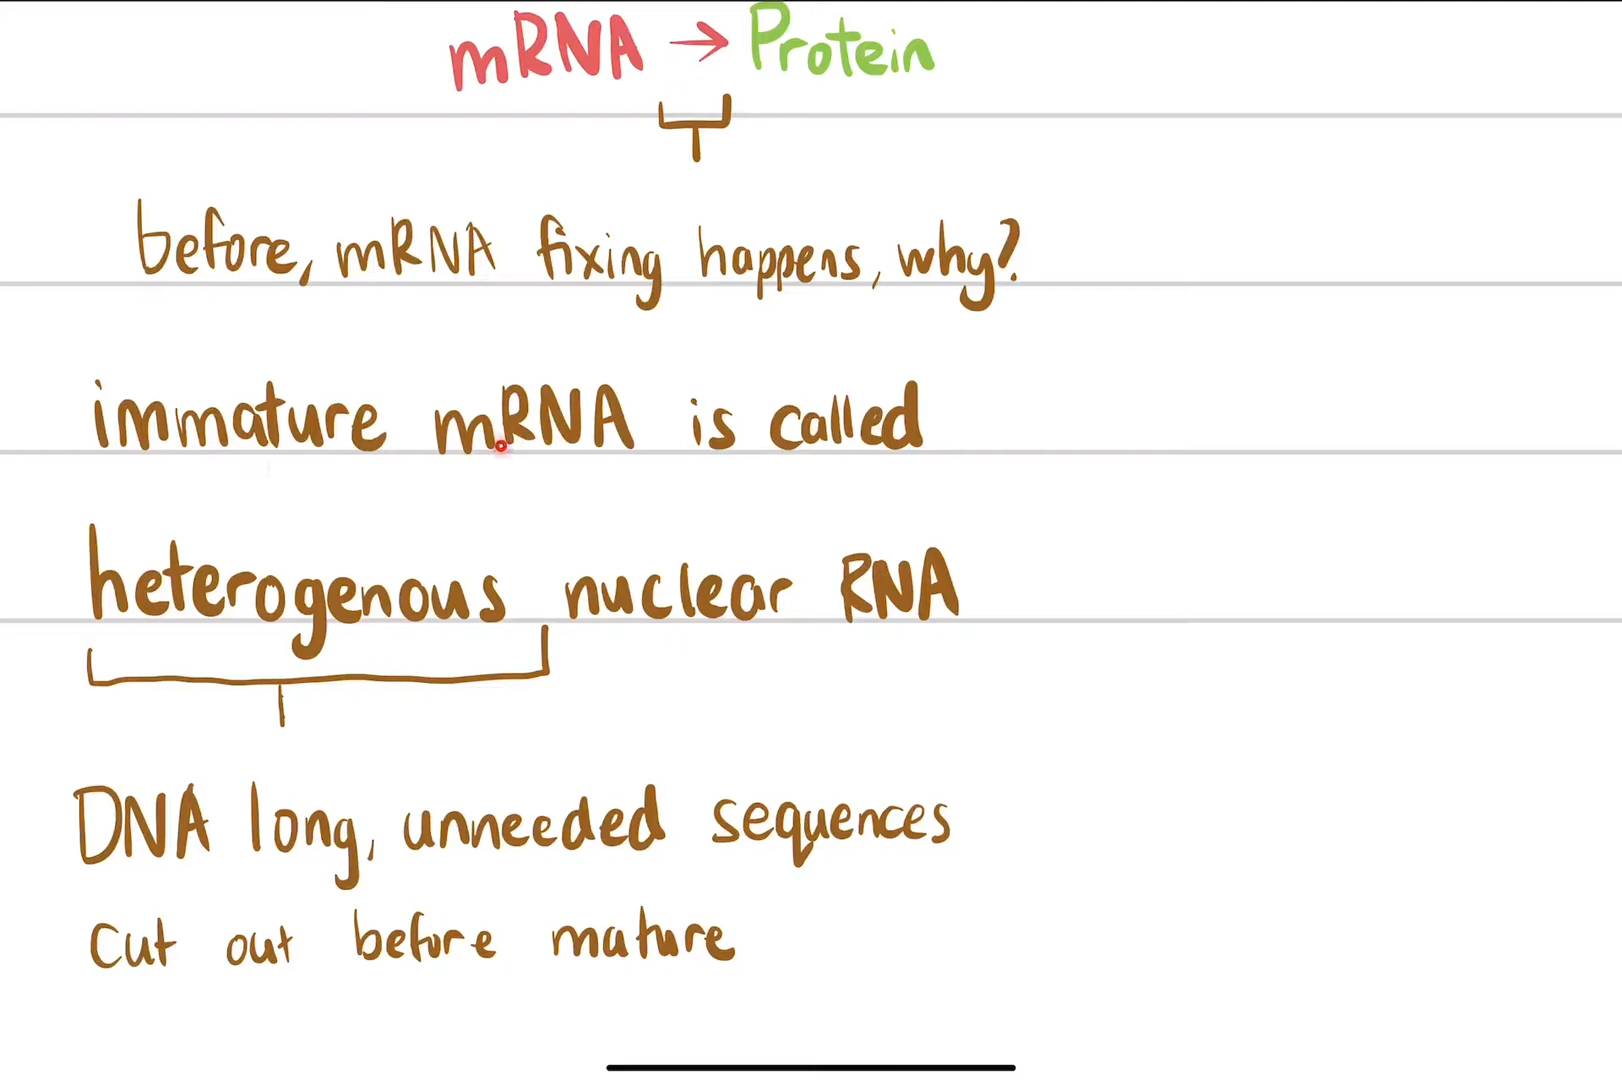 mRNA → Protein
before, mRNA fixing happens, why?
immature mRNA is called
heterogenous nuclear RNA
DNA long, unneeded sequences
cut out before mature